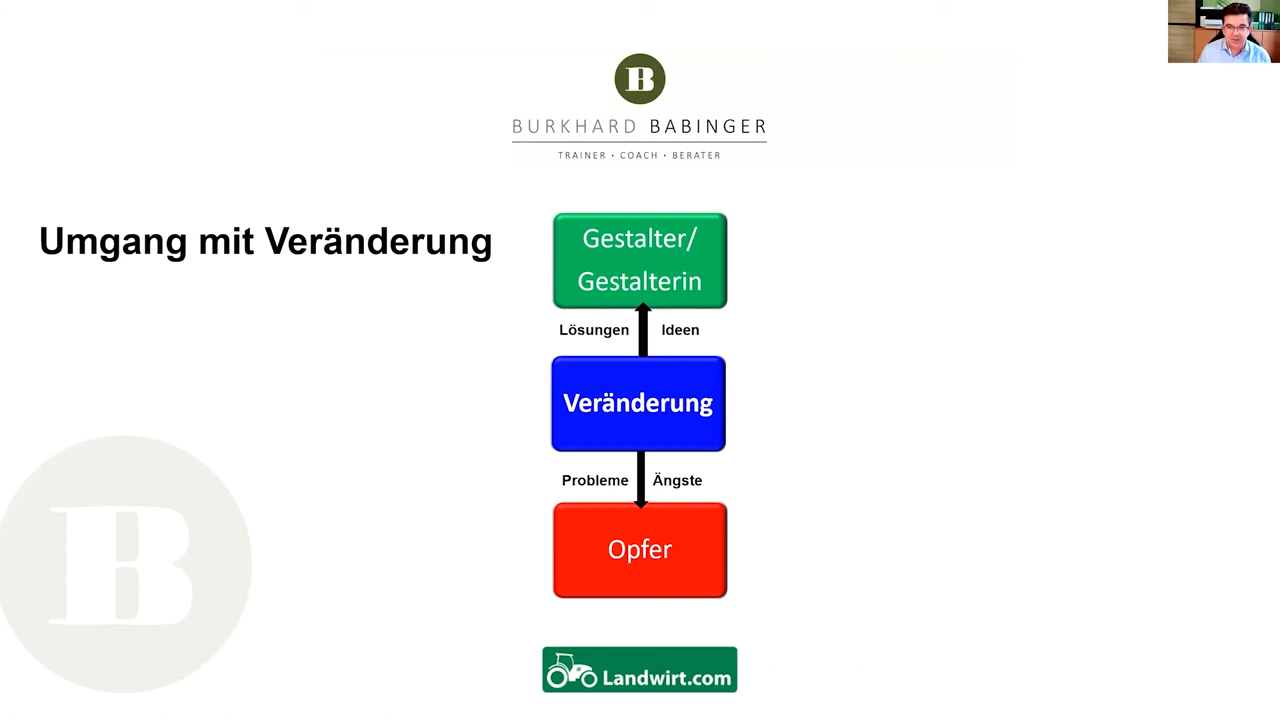 B
BURKHARD BABINGER
TRAINER · COACH · BERATER
Umgang mit Veränderung
Gestalter/
Gestalterin
Lösungen Ideen
Veränderung
Probleme Ängste
Opfer
B
Landwirt.com